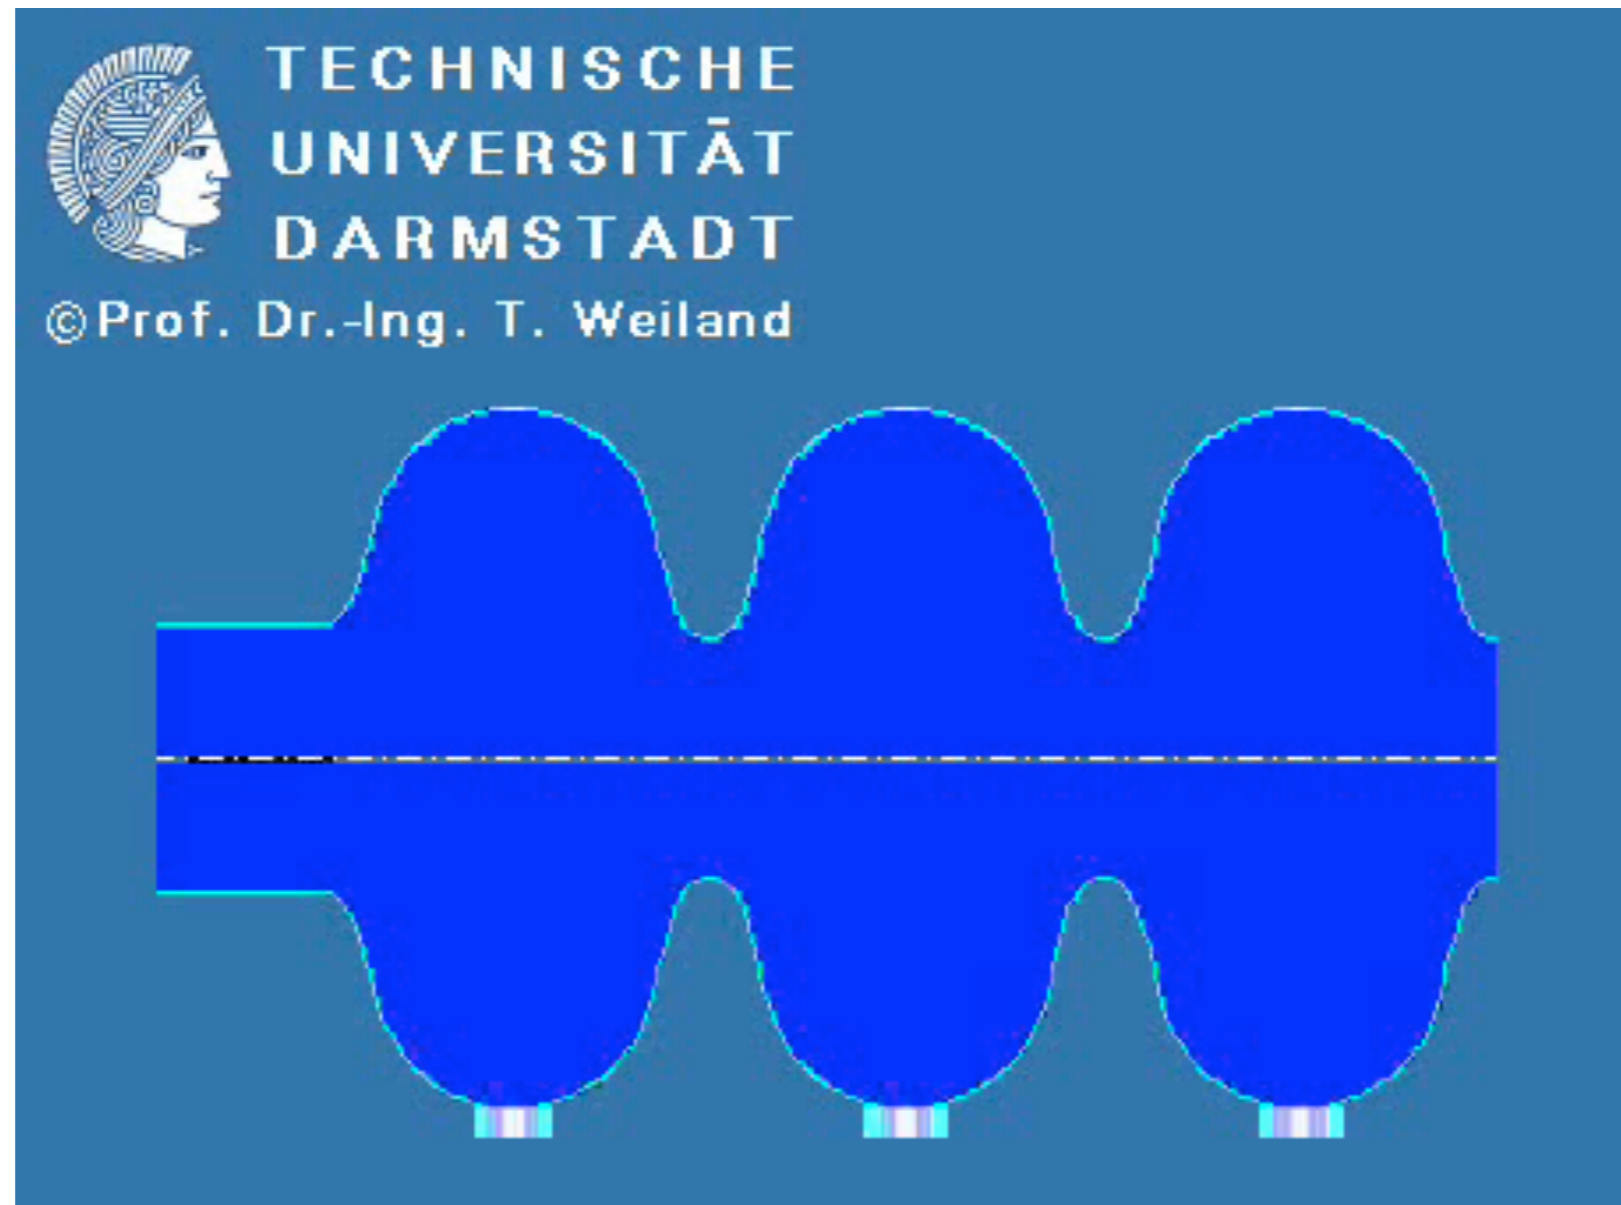 TECHNISCHE
UNIVERSITÄT
DARMSTADT
©Prof. Dr.-Ing. T. Weiland